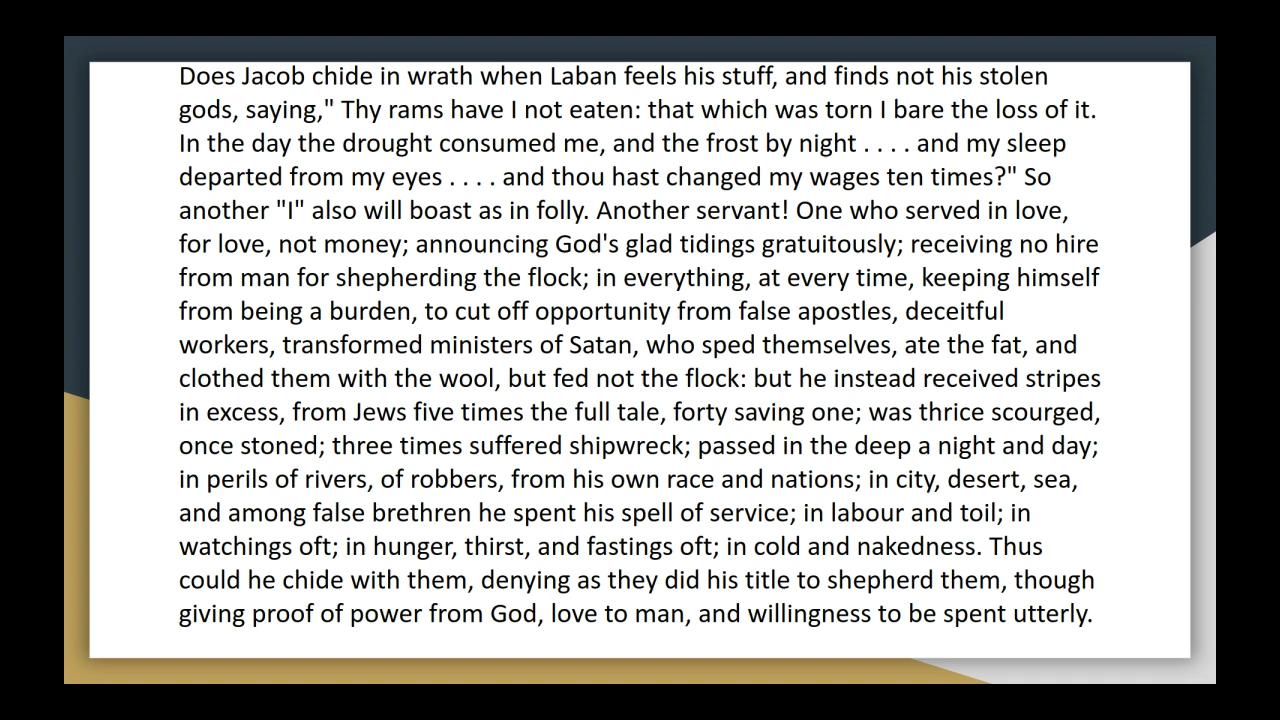 Does Jacob chide in wrath when Laban feels his stuff, and finds not his stolen
gods, saying," Thy rams have I not eaten: that which was torn I bare the loss of it.
In the day the drought consumed me, and the frost by night . . . . and my sleep
departed from my eyes . . . . and thou hast changed my wages ten times?" So
another "I" also will boast as in folly. Another servant! One who served in love,
for love, not money; announcing God's glad tidings gratuitously; receiving no hire
from man for shepherding the flock; in everything, at every time, keeping himself
from being a burden, to cut off opportunity from false apostles, deceitful
workers, transformed ministers of Satan, who sped themselves, ate the fat, and
clothed them with the wool, but fed not the flock: but he instead received stripes
in excess, from Jews five times the full tale, forty saving one; was thrice scourged,
once stoned; three times suffered shipwreck; passed in the deep a night and day;
in perils of rivers, of robbers, from his own race and nations; in city, desert, sea,
and among false brethren he spent his spell of service; in labour and toil; in
watchings oft; in hunger, thirst, and fastings oft; in cold and nakedness. Thus
could he chide with them, denying as they did his title to shepherd them, though
giving proof of power from God, love to man, and willingness to be spent utterly.